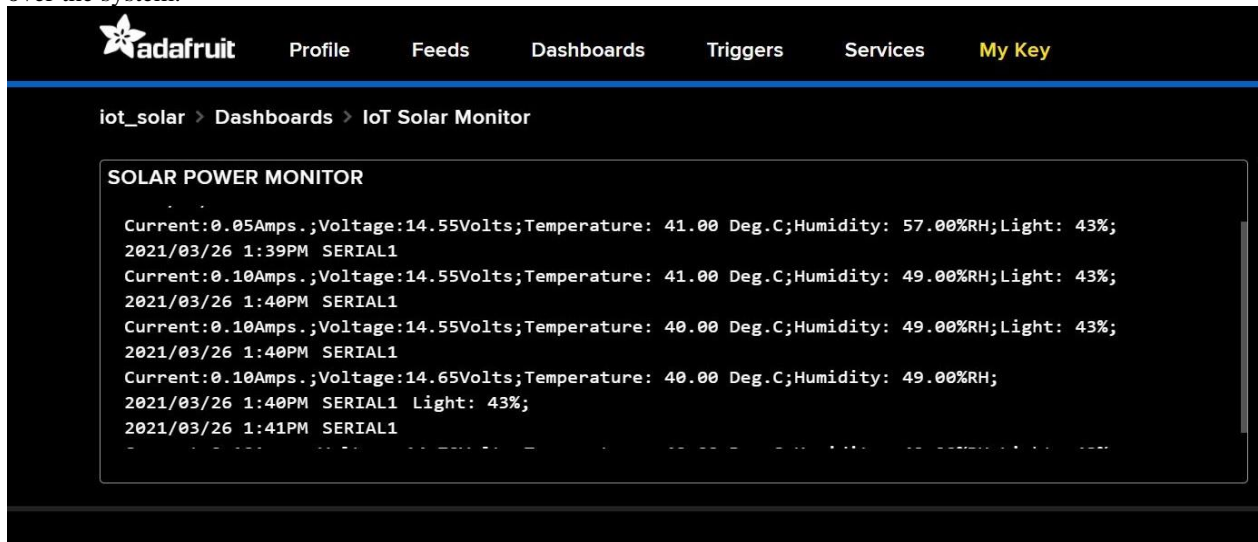 over the system.
adafruit Profile Feeds Dashboards Triggers Services My Key
iot_solar > Dashboards > IoT Solar Monitor
SOLAR POWER MONITOR
Current:0.05Amps.;Voltage:14.55Volts;Temperature: 41.00 Deg.C;Humidity: 57.00%RH;Light: 43%;
2021/03/26 1:39PM SERIAL1
Current:0.10Amps.;Voltage:14.55Volts;Temperature: 41.00 Deg.C;Humidity: 49.00%RH;Light: 43%;
2021/03/26 1:40PM SERIAL1
Current:0.10Amps.;Voltage:14.55Volts;Temperature: 40.00 Deg.C;Humidity: 49.00%RH;Light: 43%;
2021/03/26 1:40PM SERIAL1
Current:0.10Amps.;Voltage:14.65Volts;Temperature: 40.00 Deg.C;Humidity: 49.00%RH;
2021/03/26 1:40PM SERIAL1 Light: 43%;
2021/03/26 1:41PM SERIAL1